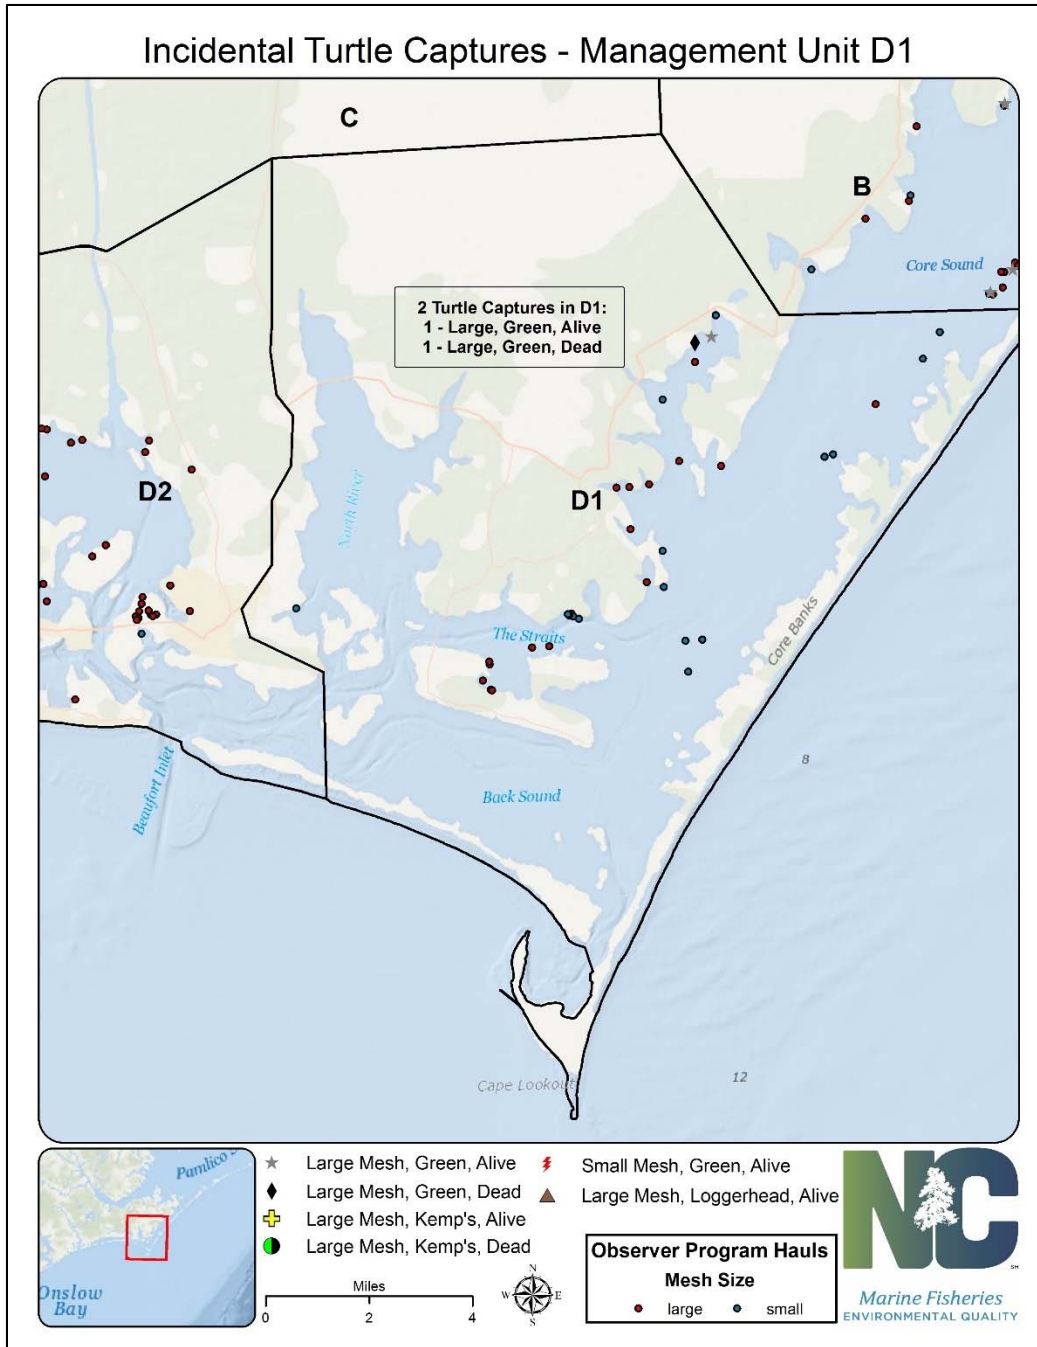 Incidental Turtle Captures - Management Unit D1
C
B
Core Sound
2 Turtle Captures in D1:
1 - Large, Green, Alive
1 - Large, Green, Dead
D2
North River
D1
The Straits
Core Banks
Beaufort Inlet
8
Back Sound
Cape Lookout
12
Pamlico S
Onslow
Bay
Large Mesh, Green, Alive
Large Mesh, Green, Dead
Large Mesh, Kemp's, Alive
Large Mesh, Kemp's, Dead
Small Mesh, Green, Alive
Large Mesh, Loggerhead, Alive
Miles
0 2 4
N
W E
S
Observer Program Hauls
Mesh Size
large small
NC
SM
Marine Fisheries
ENVIRONMENTAL QUALITY